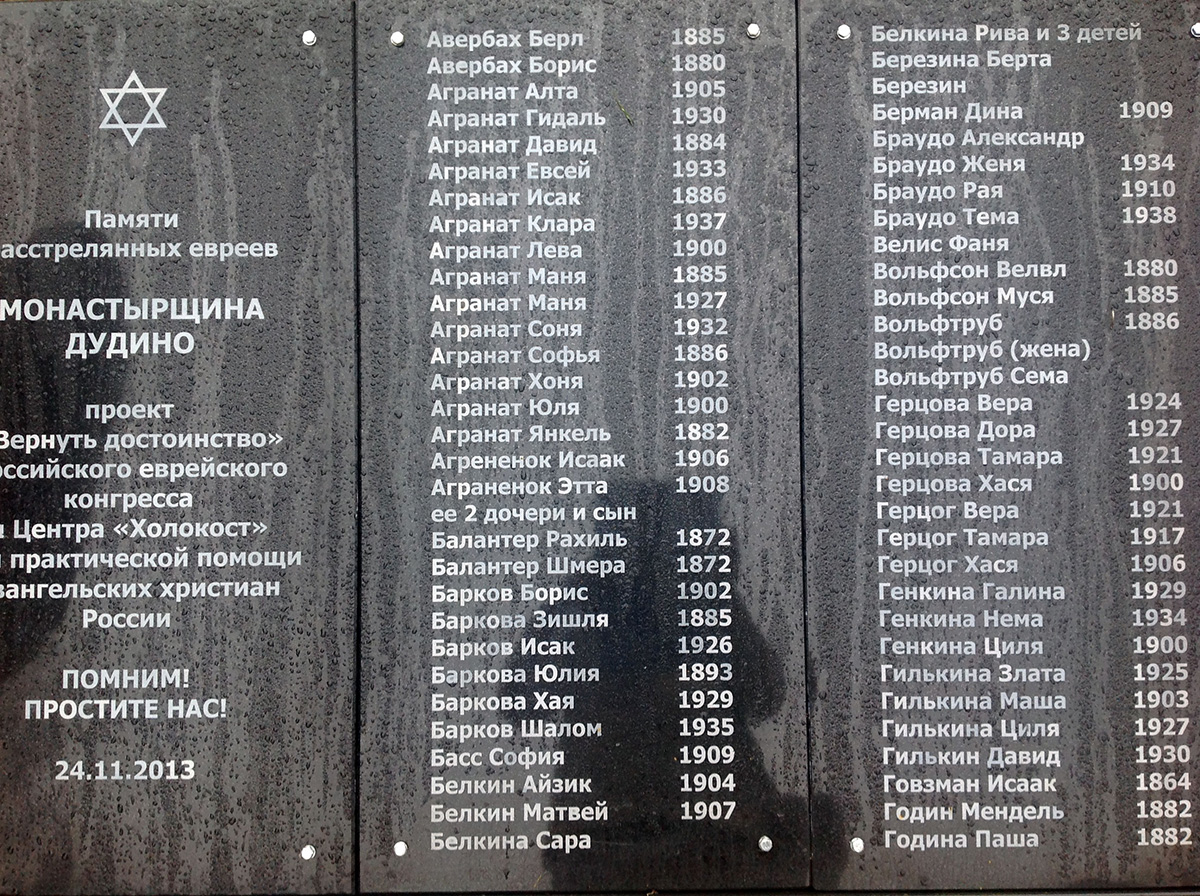 Памяти
асстрелянных евреев
МОНАСТЫРЩИНА
ДУДИНО
проект
Вернуть достоинство»
оссийского еврейского
конгресса
и Центра «Холокост»
и практической помощи
вангельских христиан
России
ПОМНИМ!
ПРОСТИТЕ НАС!
24.11.2013
Авербах Берл 1885
Авербах Борис 1880
Агранат Алта 1905
Агранат Гидаль 1930
Агранат Давид 1884
Агранат Евсей 1933
Агранат Исак 1886
Агранат Клара 1937
Агранат Лева 1900
Агранат Маня 1885
Агранат Маня 1927
Агранат Соня 1932
Агранат Софья 1886
Агранат Хоня 1902
Агранат Юля 1900
Агранат Янкель 1882
Агрененок Исаак 1906
Аграненок Этта 1908
ее 2 дочери и сын
Балантер Рахиль 1872
Балантер Шмера 1872
Барков Борис 1902
Баркова Зишля 1885
Барков Исак 1926
Баркова Юлия 1893
Баркова Хая 1929
Барков Шалом 1935
Басс София 1909
Белкин Айзик 1904
Белкин Матвей 1907
Белкина Сара
Белкина Рива и 3 детей
Березина Берта
Березин
Берман Дина 1909
Браудо Александр
Браудо Женя 1934
Браудо Рая 1910
Браудо Тема 1938
Велис Фаня
Вольфсон Велвл 1880
Вольфсон Муся 1885
Вольфтруб 1886
Вольфтруб (жена)
Вольфтруб Сема
Герцова Вера 1924
Герцова Дора 1927
Герцова Тамара 1921
Герцова Хася 1900
Герцог Вера 1921
Герцог Тамара 1917
Герцог Хася 1906
Генкина Галина 1929
Генкина Нема 1934
Генкина Циля 1900
Гилькина Злата 1925
Гилькина Маша 1903
Гилькина Циля 1927
Гилькин Давид 1930
Говзман Исаак 1864
Годин Мендель 1882
Година Паша 1882